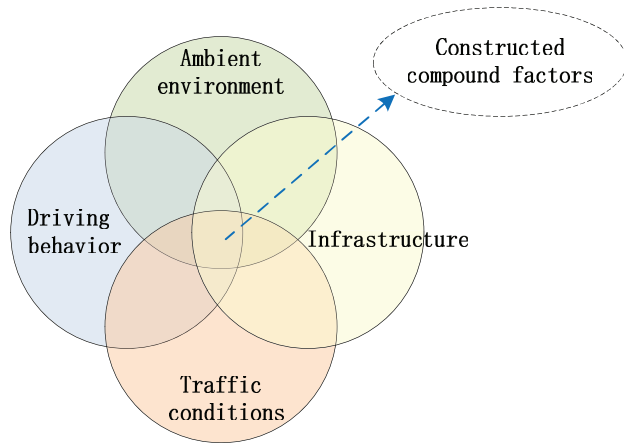 Constructed
compound factors
Ambient
environment
Driving
behavior
Infrastructure
Traffic
conditions